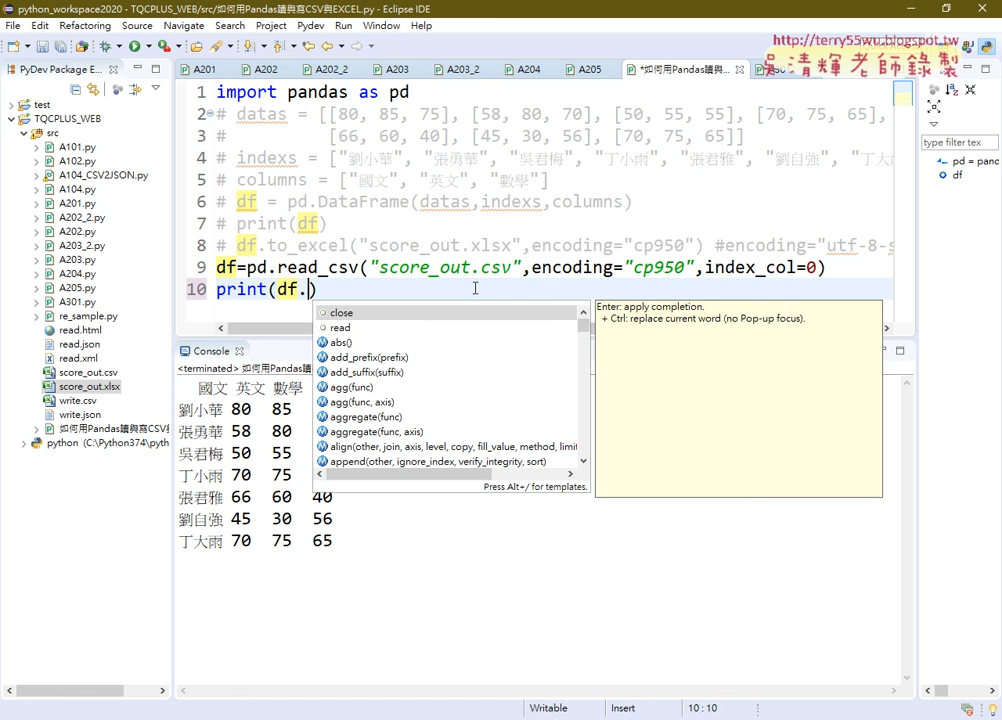 python_workspace2020 - TQCPLUS_WEB/src/如何用Pandas讀與寫CSV與EXCEL.py - Eclipse IDE
File Edit Refactoring Source Navigate Search Project Pydev Run Window Help
http://terry55wu.blogspot.tw
吳清輝老師錄製
PyDev Package E...
A201 A202 A202_2 A203 A203_2 A204 A205 *如何用Pandas讀與...
test
TQCPLUS_WEB
src
A101.py
A102.py
A104_CSV2JSON.py
A104.py
A201.py
A202_2.py
A202.py
A203_2.py
A203.py
A204.py
A205.py
A301.py
re_sample.py
read.html
read.json
read.xml
score_out.csv
score_out.xlsx
write.csv
write.json
如何用Pandas讀與寫CSV
python (C:\Python374\pyth
1 import pandas as pd
2 # datas = [[80, 85, 75], [58, 80, 70], [50, 55, 55], [70, 75, 65],
3 # [66, 60, 40], [45, 30, 56], [70, 75, 65]]
4 # indexs = ["劉小華", "張勇華", "吳君梅", "丁小雨", "張君雅", "劉自強", "丁大雨
5 # columns = ["國文", "英文", "數學"]
6 # df = pd.DataFrame(datas,indexs,columns)
7 # print(df)
8 # df.to_excel("score_out.xlsx",encoding="cp950") #encoding="utf-8-s
9 df=pd.read_csv("score_out.csv",encoding="cp950",index_col=0)
10 print(df.)
close
read
abs()
add_prefix(prefix)
add_suffix(suffix)
agg(func)
agg(func, axis)
aggregate(func)
aggregate(func, axis)
align(other, join, axis, level, copy, fill_value, method, limit
append(other, ignore_index, verify_integrity, sort)
Press Alt+/ for templates.
Enter: apply completion.
+ Ctrl: replace current word (no Pop-up focus).
type filter tex
pd = pand
df
Console
<terminated> 如何用Pandas讀
國文 英文 數學
劉小華 80 85
張勇華 58 80
吳君梅 50 55
丁小雨 70 75
張君雅 66 60 40
劉自強 45 30 56
丁大雨 70 75 65
Writable Insert 10 : 10